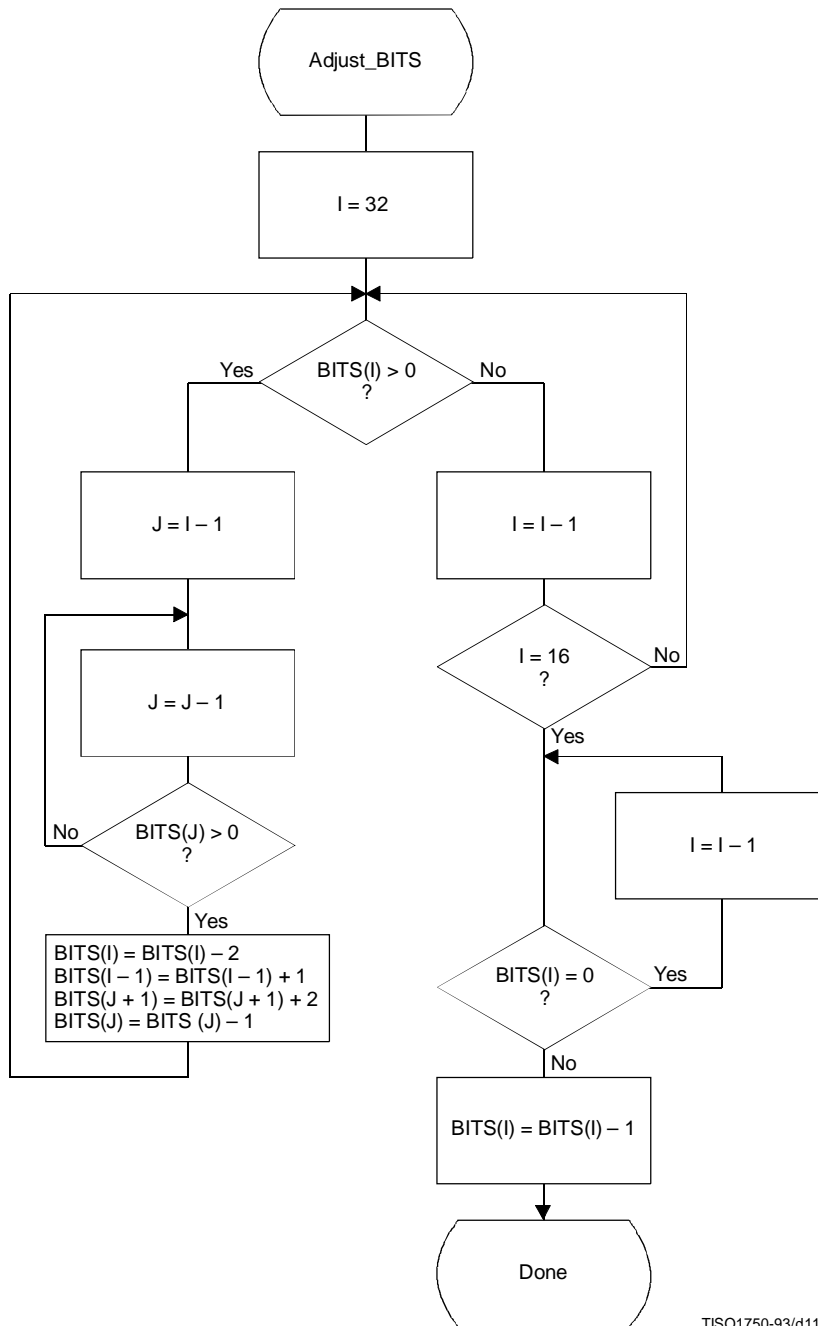 Adjust_BITS
I = 32
BITS(I) > 0
?
Yes
No
J = I – 1
I = I – 1
I = 16
?
No
Yes
J = J – 1
BITS(J) > 0
?
No
Yes
I = I – 1
BITS(I) = BITS(I) – 2
BITS(I – 1) = BITS(I – 1) + 1
BITS(J + 1) = BITS(J + 1) + 2
BITS(J) = BITS (J) – 1
BITS(I) = 0
?
Yes
No
BITS(I) = BITS(I) – 1
Done
TISO1750-93/d11